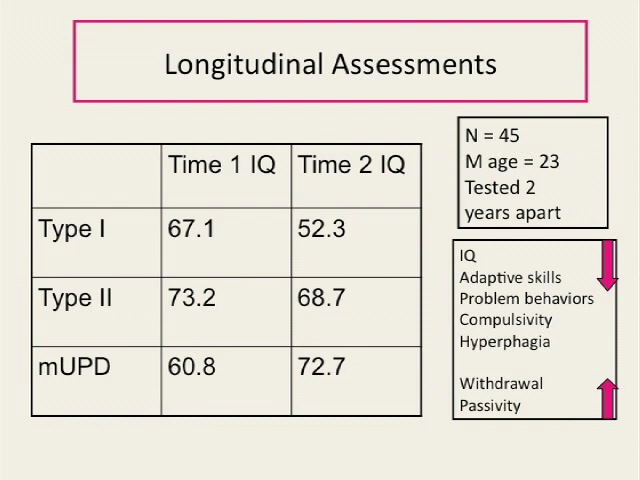 Longitudinal Assessments
N = 45
M age = 23
Tested 2
years apart
Time 1 IQ Time 2 IQ
Type I 67.1 52.3
Type II 73.2 68.7
mUPD 60.8 72.7
IQ
Adaptive skills
Problem behaviors
Compulsivity
Hyperphagia
Withdrawal
Passivity